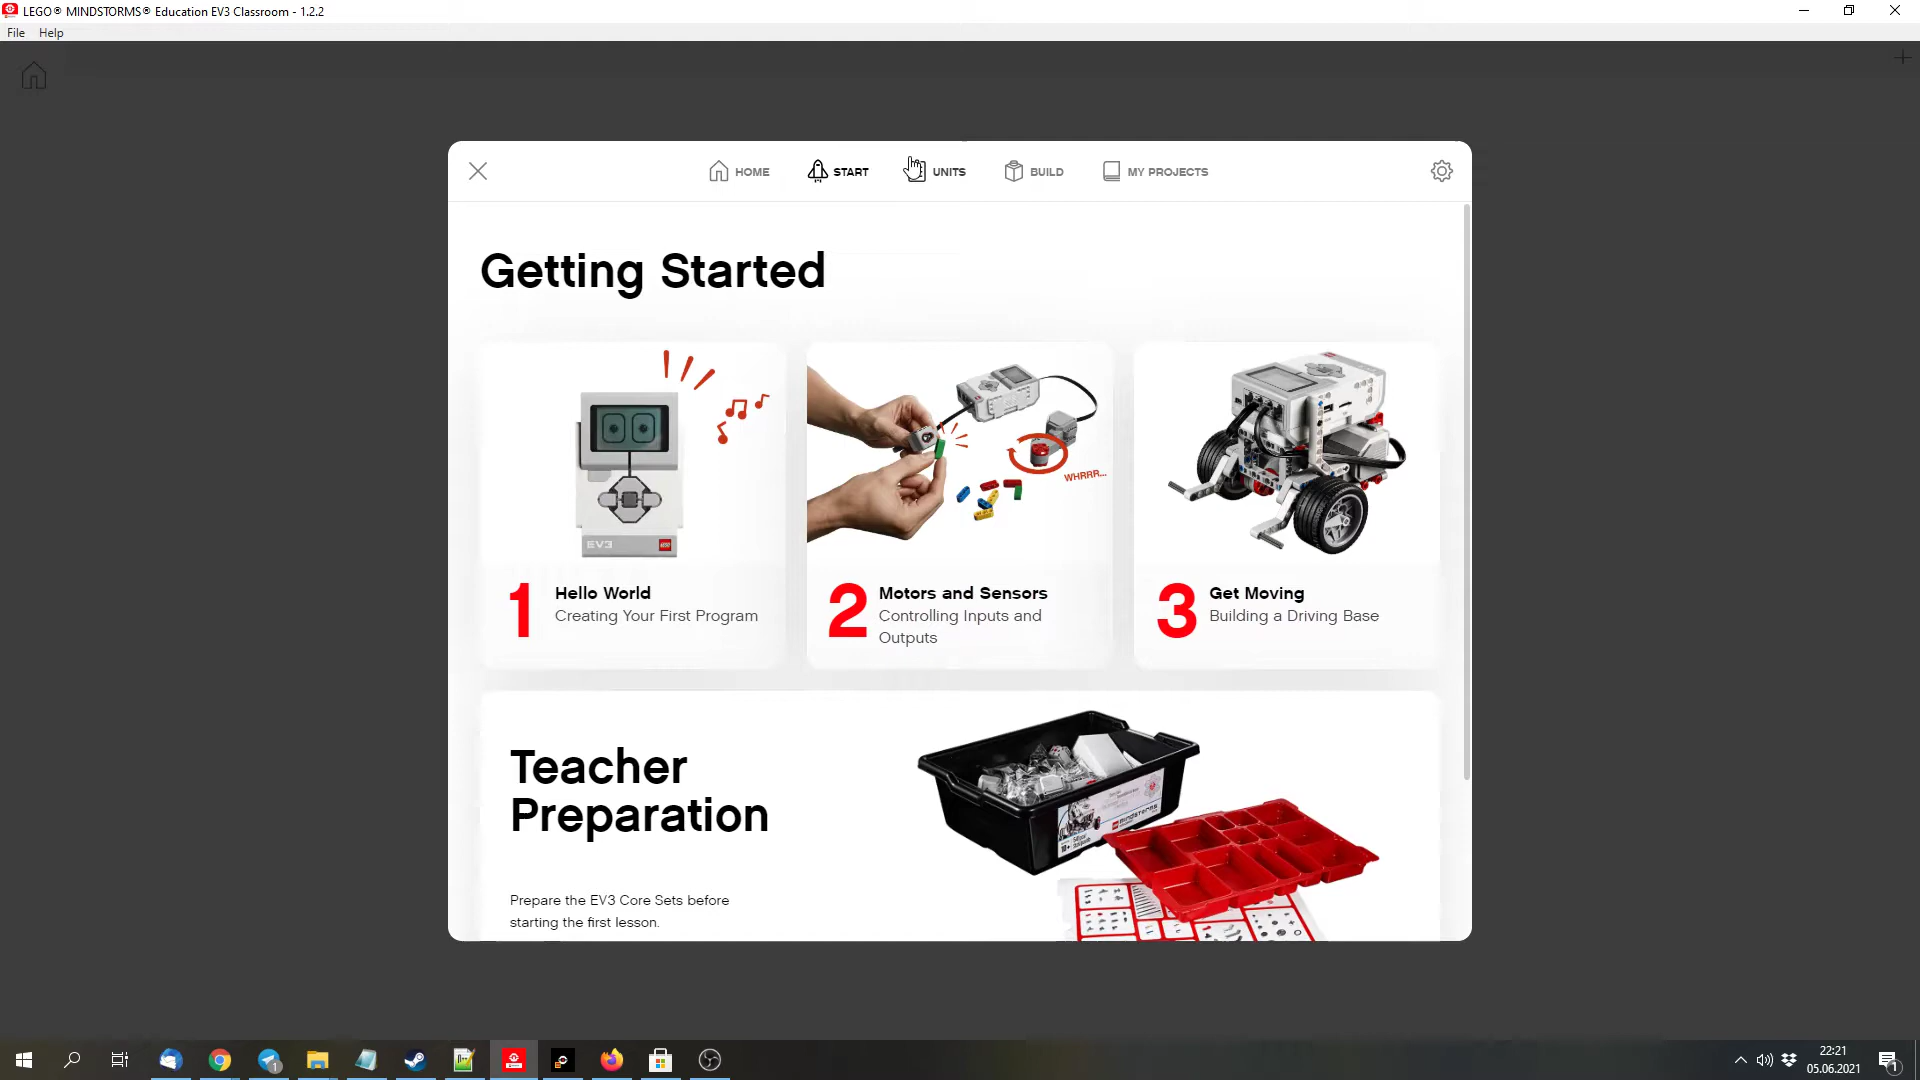 LEGO® MINDSTORMS® Education EV3 Classroom - 1.2.2
File Help
HOME START UNITS BUILD MY PROJECTS
Getting Started
EV3
WHRRR...
1 Hello World
Creating Your First Program
2 Motors and Sensors
Controlling Inputs and
Outputs
3 Get Moving
Building a Driving Base
Teacher
Preparation
mindstorms
Prepare the EV3 Core Sets before
starting the first lesson.
22:21
05.06.2021